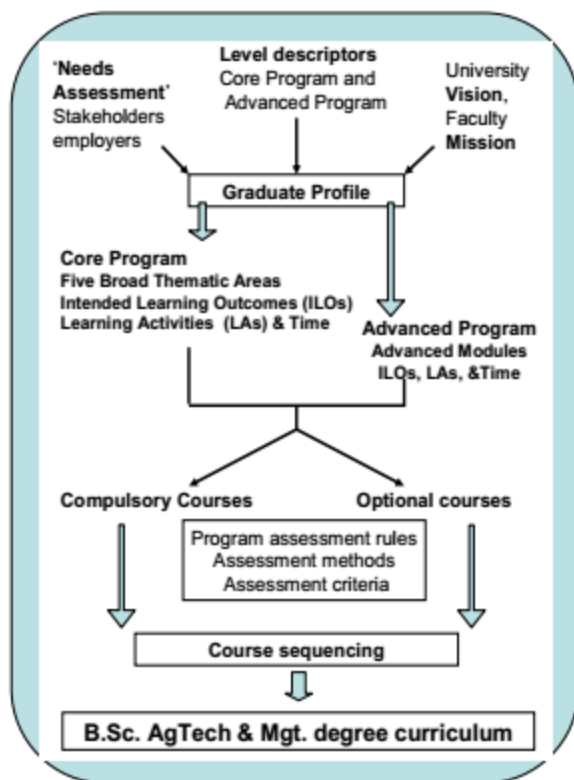 'Needs
Assessment'
Stakeholders
employers
Level descriptors
Core Program and
Advanced Program
University
Vision,
Faculty
Mission
Graduate Profile
Core Program
Five Broad Thematic Areas
Intended Learning Outcomes (ILOs)
Learning Activities (LAs) & Time
Advanced Program
Advanced Modules
ILOs, LAs, &Time
Compulsory Courses
Optional courses
Program assessment rules
Assessment methods
Assessment criteria
Course sequencing
B.Sc. AgTech & Mgt. degree curriculum